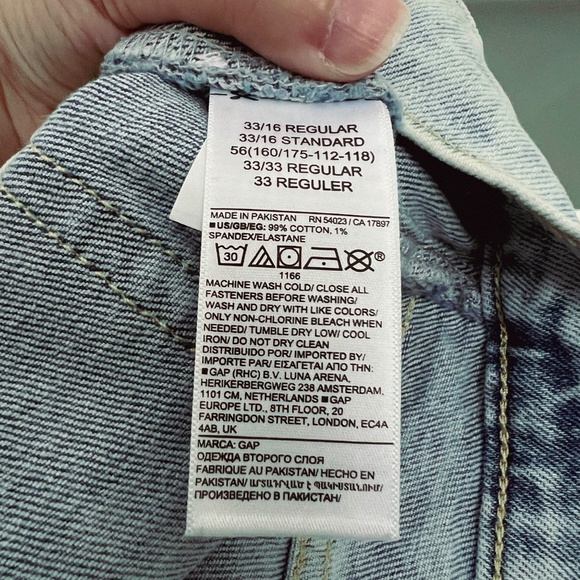 33/16 REGULAR
33/16 STANDARD
56(160/175-112-118)
33/33 REGULAR
33 REGULER
MADE IN PAKISTAN RN 54023 / CA 17897
■US/GB/EG: 99% COTTON, 1%
SPANDEX/ELASTANE
30
®
1166
MACHINE WASH COLD/ CLOSE ALL
FASTENERS BEFORE WASHING/
WASH AND DRY WITH LIKE COLORS/
ONLY NON-CHLORINE BLEACH WHEN
NEEDED/ TUMBLE DRY LOW/ COOL
IRON/ DO NOT DRY CLEAN
DISTRIBUIDO POR/ IMPORTED BY/
IMPORTE PAR/ ΕΙΣΑΓΕΤΑΙ ΑΠΟ ΤΗΝ:
■ GAP (RHC) B.V. LUNA ARENA,
HERIKERBERGWEG 238 AMSTERDAM,
1101 CM, NETHERLANDS ■ GAP
EUROPE LTD., 8TH FLOOR, 20
FARRINGDON STREET, LONDON, EC4A
4AB, UK
MARCA: GAP
ОДЕЖДА ВТОРОГО СЛОЯ
FABRIQUE AU PAKISTAN/ HECHO EN
PAKISTAN/ ԱՐՏԱԴՐՎԱԾ Է ՊԱԿԻՍՏԱՆՈՒՄ/
ПРОИЗВЕДЕНО В ПАКИСТАН/